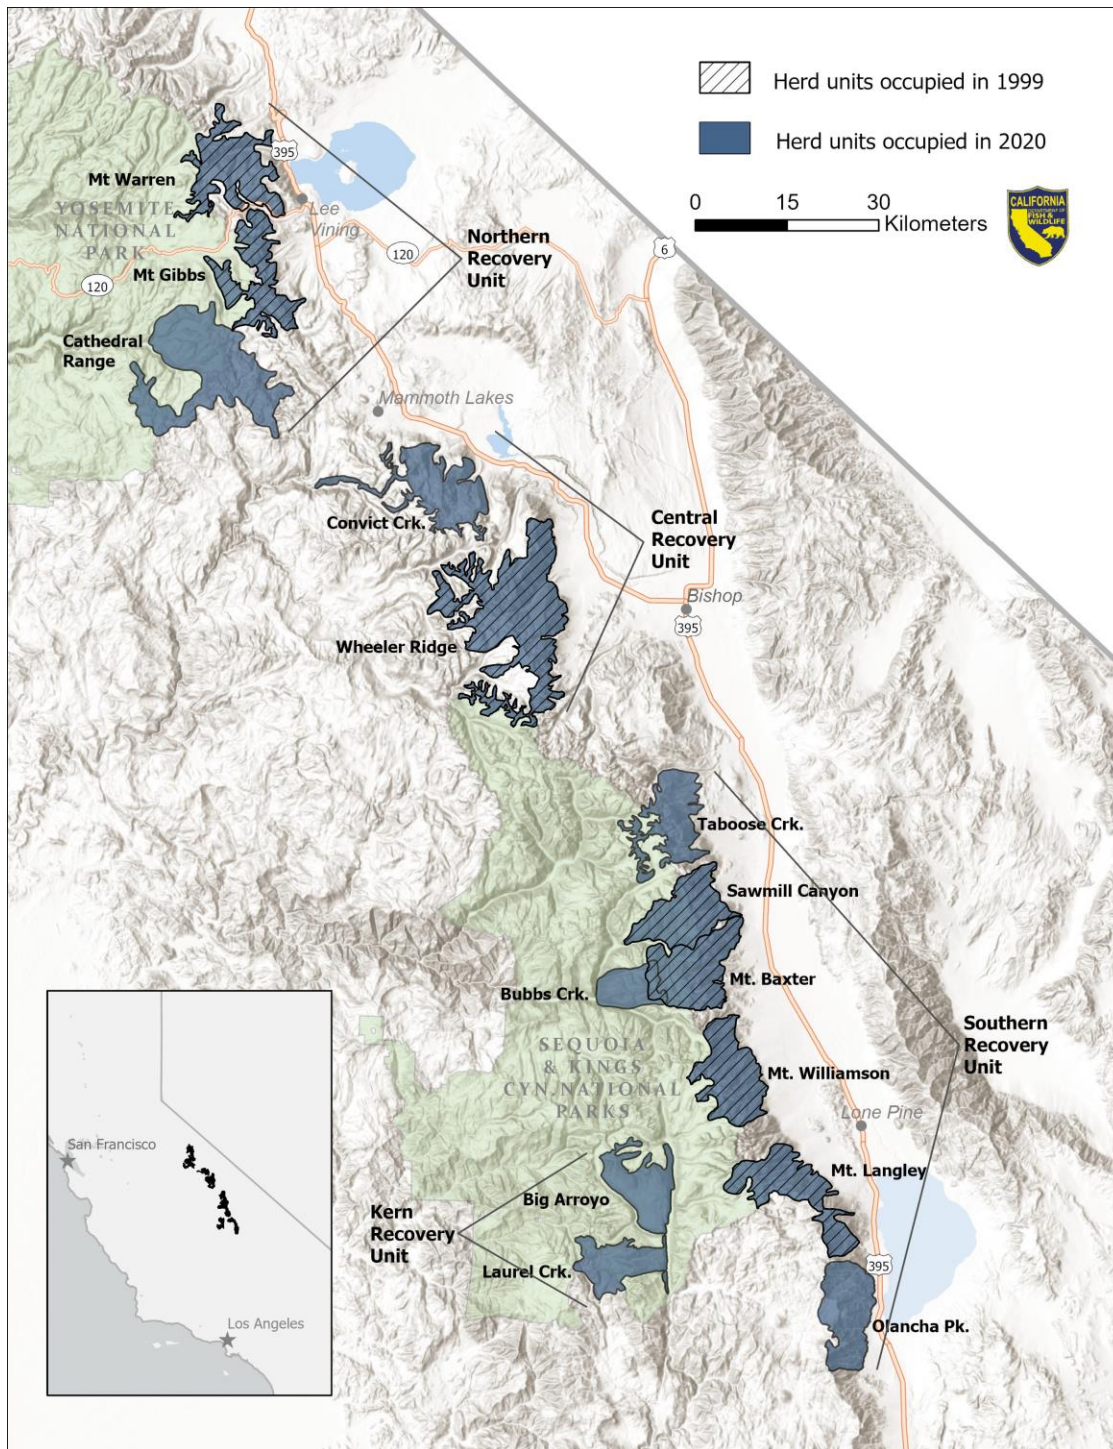 Herd units occupied in 1999
Herd units occupied in 2020
0 15 30
Kilometers
CALIFORNIA
FISH &
WILDLIFE
395
Mt Warren
YOSEMITE
NATIONAL
PARK
Lee
Vining
Northern
Recovery
Unit
6
120
120
Mt Gibbs
Cathedral
Range
Mammoth Lakes
Convict Crk.
Central
Recovery
Unit
Bishop
395
Wheeler Ridge
Taboose Crk.
Sawmill Canyon
Mt. Baxter
Bubbs Crk.
SEQUOIA
& KINGS
CYN NATIONAL
PARKS
Southern
Recovery
Unit
Mt. Williamson
Lone Pine
Mt. Langley
Big Arroyo
Kern
Recovery
Unit
Laurel Crk.
395
Olancha Pk.
San Francisco
Los Angeles